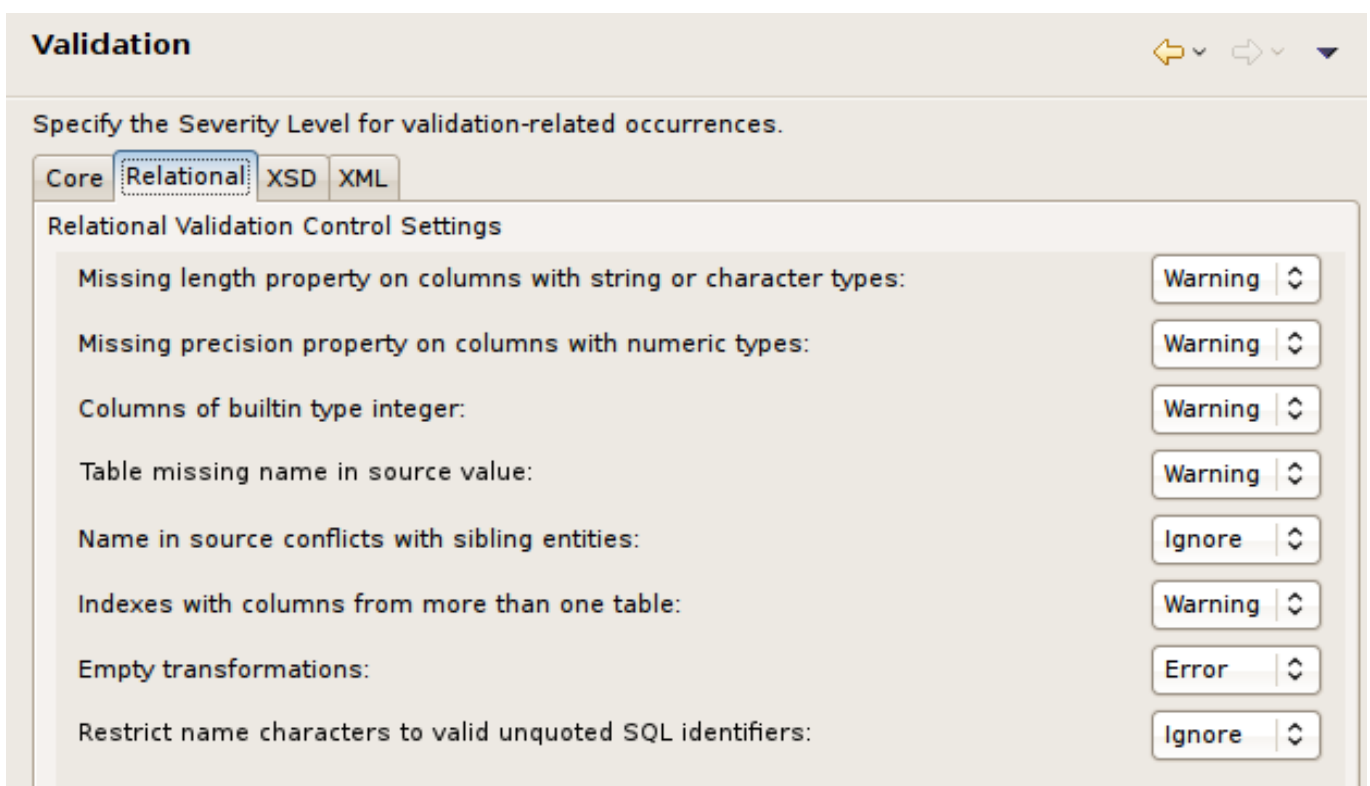 Validation
Specify the Severity Level for validation-related occurrences.
Core Relational XSD XML
Relational Validation Control Settings
Missing length property on columns with string or character types: Warning
Missing precision property on columns with numeric types: Warning
Columns of builtin type integer: Warning
Table missing name in source value: Warning
Name in source conflicts with sibling entities: Ignore
Indexes with columns from more than one table: Warning
Empty transformations: Error
Restrict name characters to valid unquoted SQL identifiers: Ignore